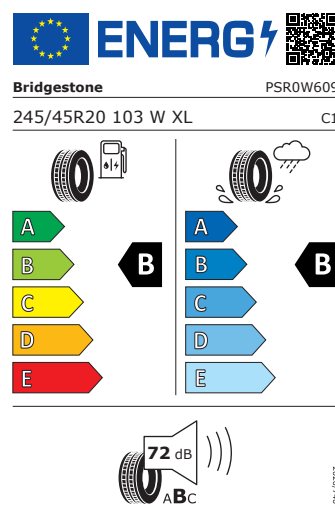 ENERG
Bridgestone PSR0W609
245/45R20 103 W XL C1
A
B
C
D
E
B
A
B
C
D
E
B
72 dB
ABC